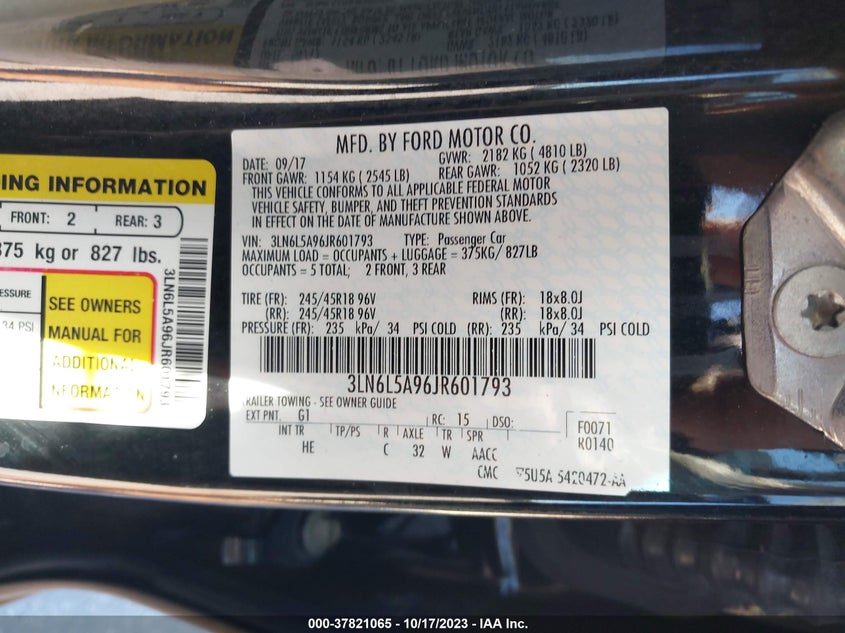 MFD. BY FORD MOTOR CO.
DATE: 09/17 GVWR: 2182 KG ( 4810 LB)
FRONT GAWR: 1154 KG ( 2545 LB) REAR GAWR: 1052 KG ( 2320 LB)
THIS VEHICLE CONFORMS TO ALL APPLICABLE FEDERAL MOTOR
VEHICLE SAFETY, BUMPER, AND THEFT PREVENTION STANDARDS
IN EFFECT ON THE DATE OF MANUFACTURE SHOWN ABOVE.
VIN: 3LN6L5A96JR601793 TYPE: Passenger Car
MAXIMUM LOAD = OCCUPANTS + LUGGAGE = 375KG/ 827LB
OCCUPANTS = 5 TOTAL; 2 FRONT, 3 REAR
TIRE (FR): 245/45R18 96V RIMS (FR): 18x8.0J
(RR): 245/45R18 96V (RR): 18x8.0J
PRESSURE (FR): 235 kPa/ 34 PSI COLD (RR): 235 kPa/ 34 PSI COLD
3LN6L5A96JR601793
TRAILER TOWING - SEE OWNER GUIDE
EXT PNT: G1 RC: 15 DSO: F0071
INT TR TP/PS R AXLE TR SPR R0140
HE C 32 W AACC
CMC 5U5A 5420472-AA
ING INFORMATION
FRONT: 2 REAR: 3
375 kg or 827 lbs.
ESSURE
34 PSI
SEE OWNERS
MANUAL FOR
ADDITIONAL
INFORMATION
3LN6L5A96JR601793
000-37821065 / 10/17/2023 - IAA Inc.